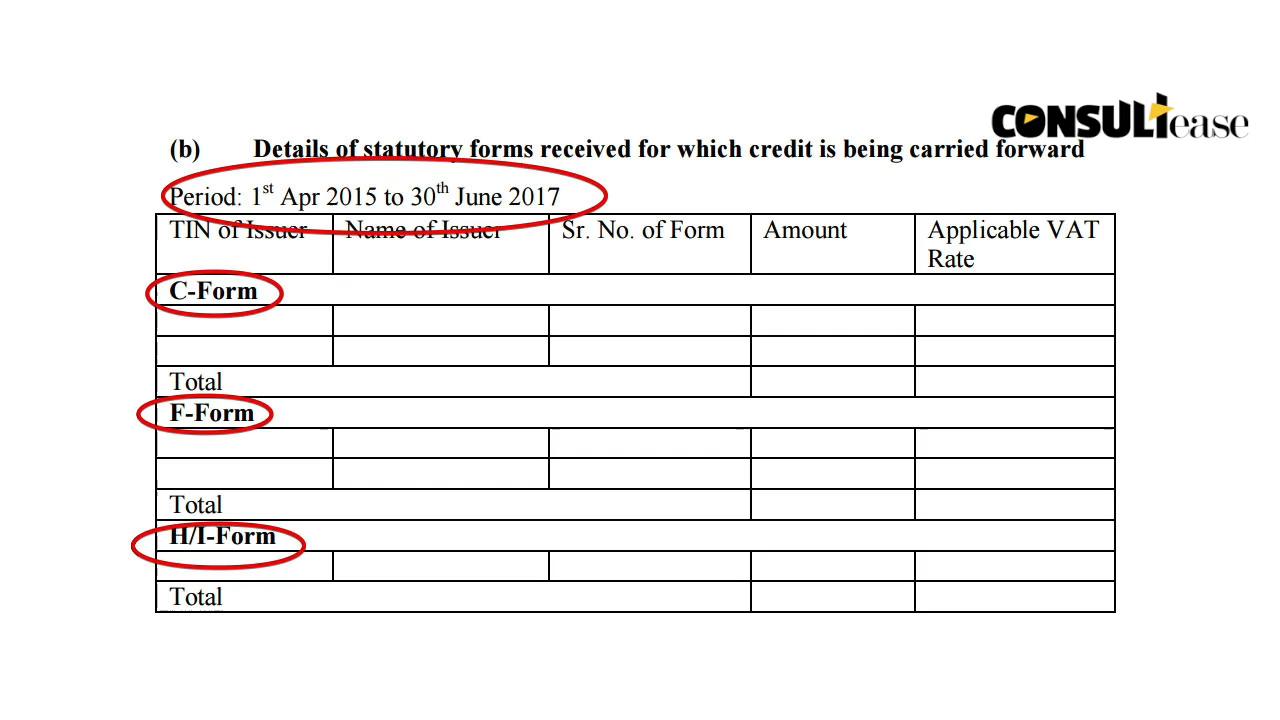 CONSULTease
(b) Details of statutory forms received for which credit is being carried forward
Period: 1st Apr 2015 to 30th June 2017
TIN of Issuer Name of Issuer Sr. No. of Form Amount Applicable VAT
Rate
C-Form
Total
F-Form
Total
H/I-Form
Total